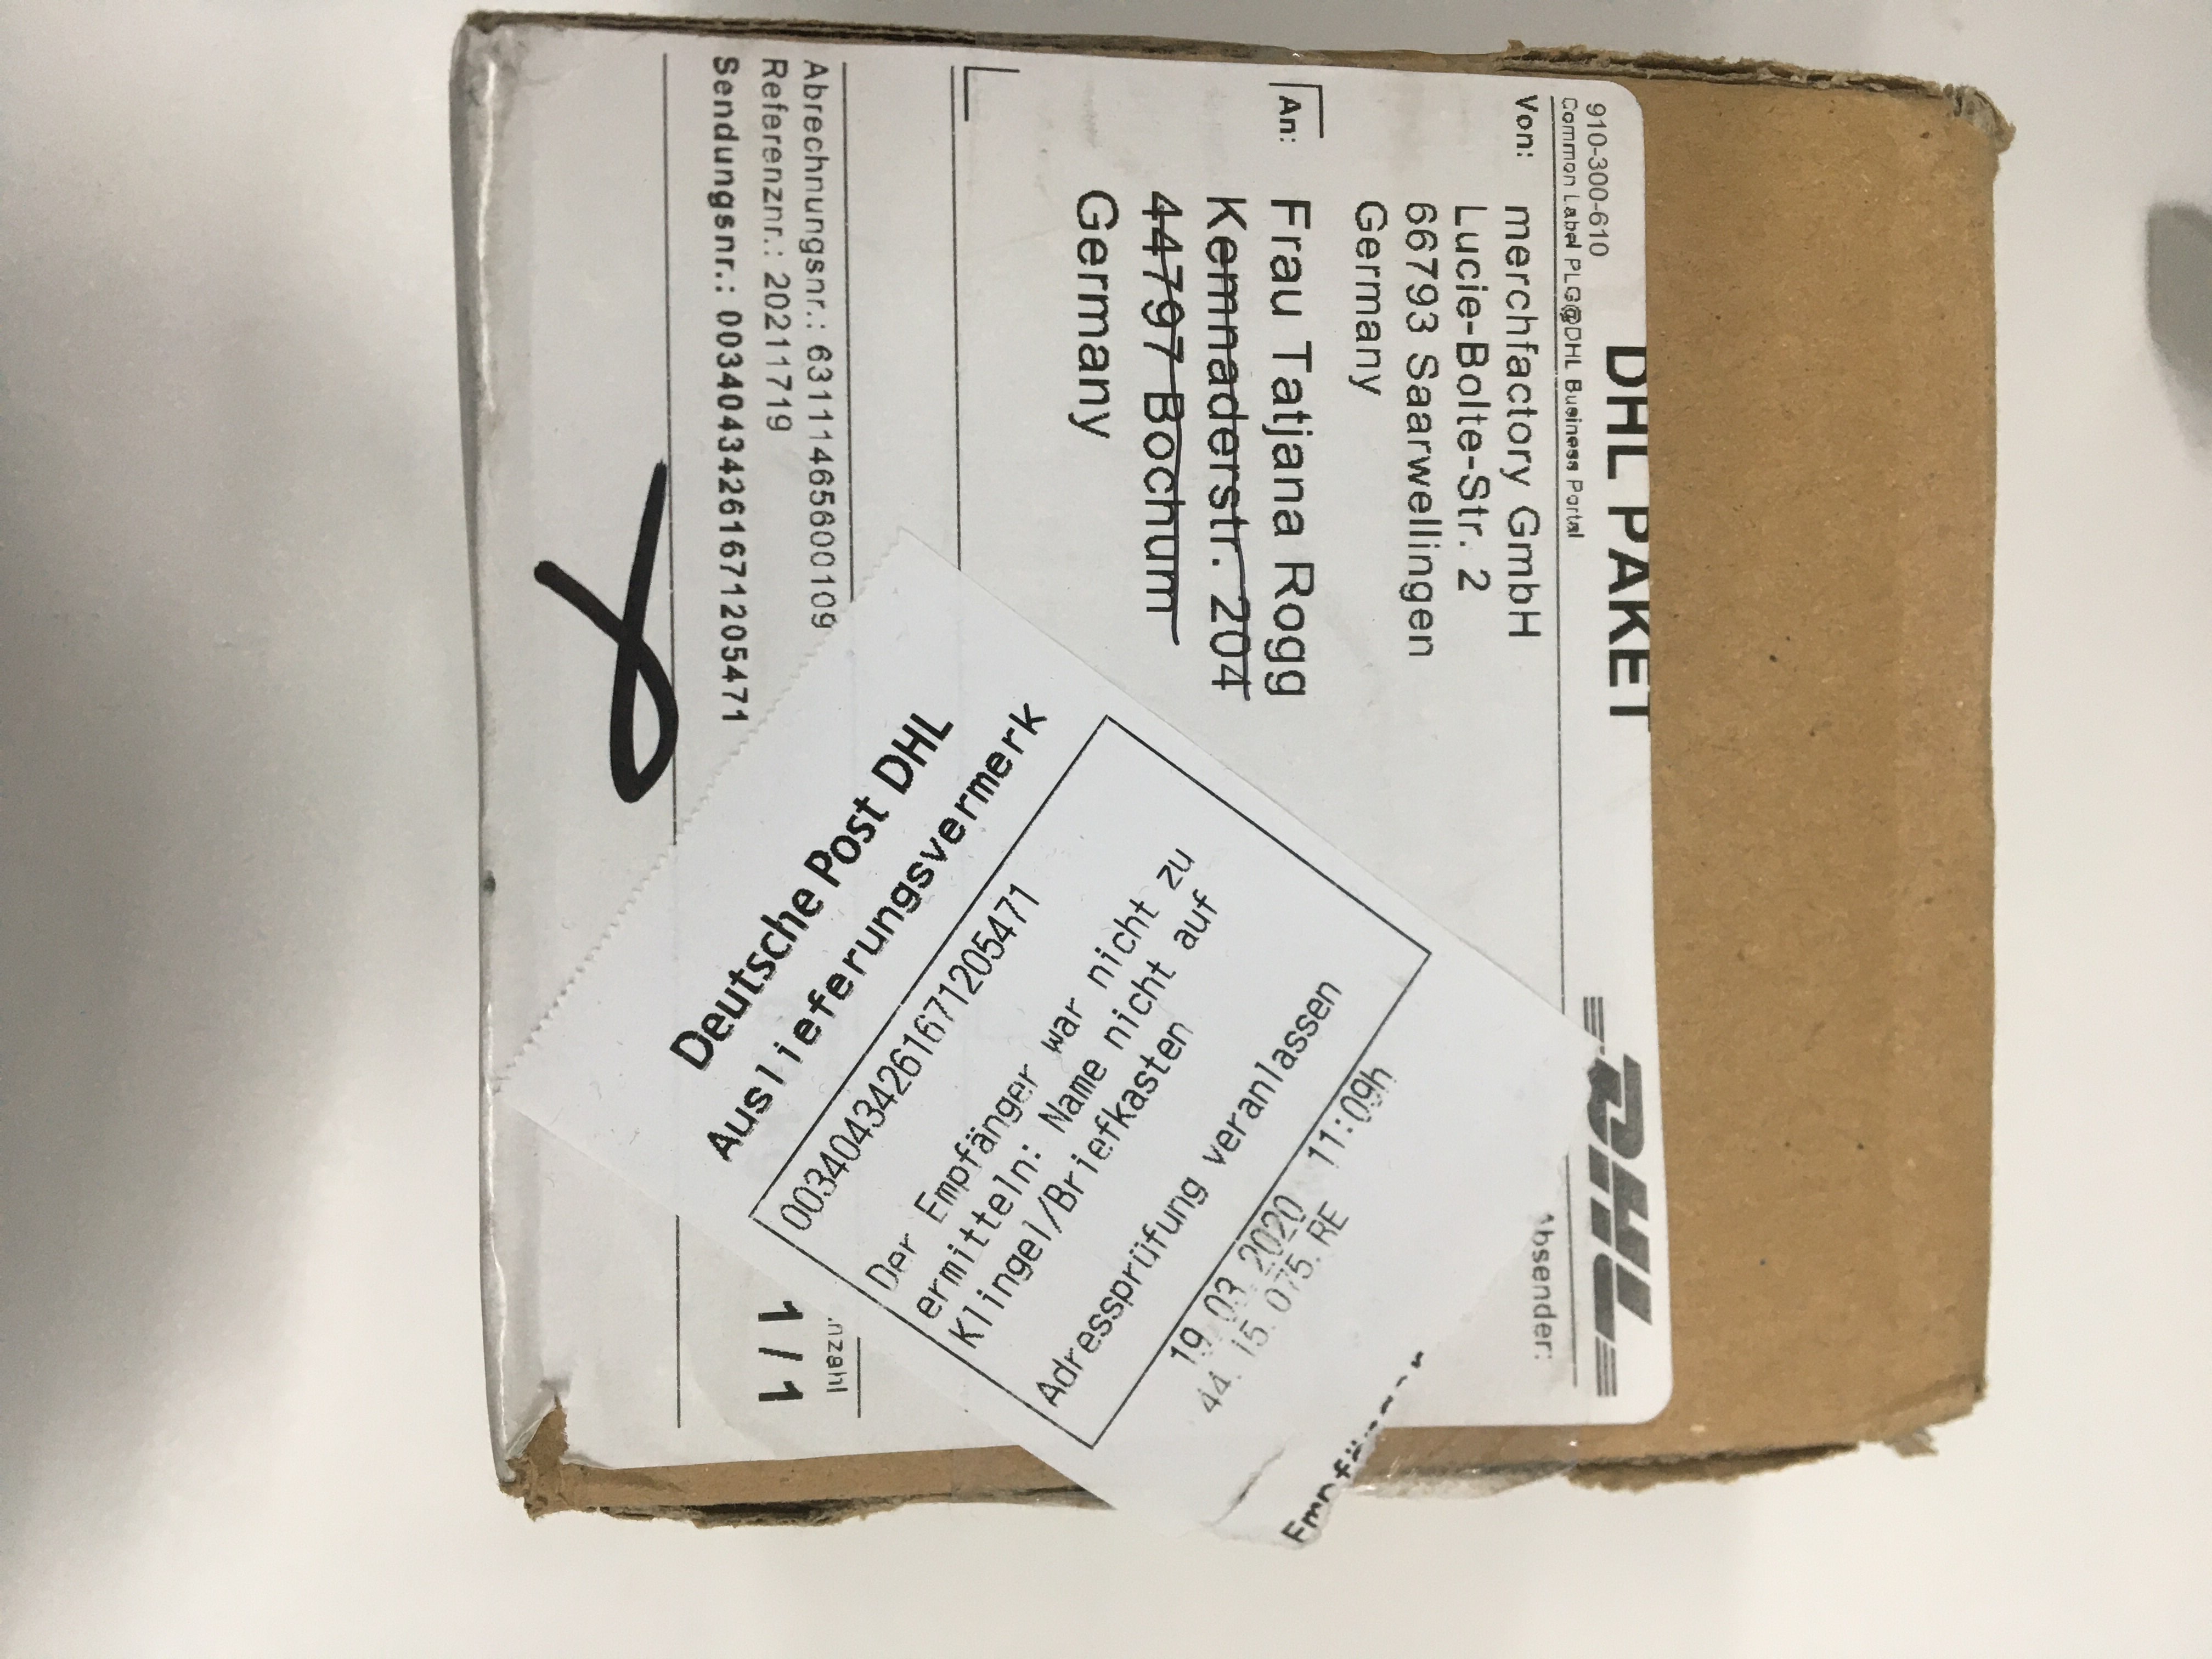 DHL PAKET
DHL
910-300-610
Common Label PLG@DHL Business Portal
Von: merchfactory GmbH
Lucie-Bolte-Str. 2
66793 Saarwellingen
Germany
Absender:
An: Frau Tatjana Rogg
Kemnaderstr. 204
44797 Bochum
Germany
Abrechnungsnr.: 63111465600109
Referenznr.: 20211719
Sendungsnr.: 00340434261671205471
nzahl
1 / 1
Deutsche Post DHL
Auslieferungsvermerk
00340434261671205471
Der Empfänger war nicht zu
ermitteln: Name nicht auf
Klingel/Briefkasten
Adressprüfung veranlassen
19.03.2020 11:09h
44.15.075.RE